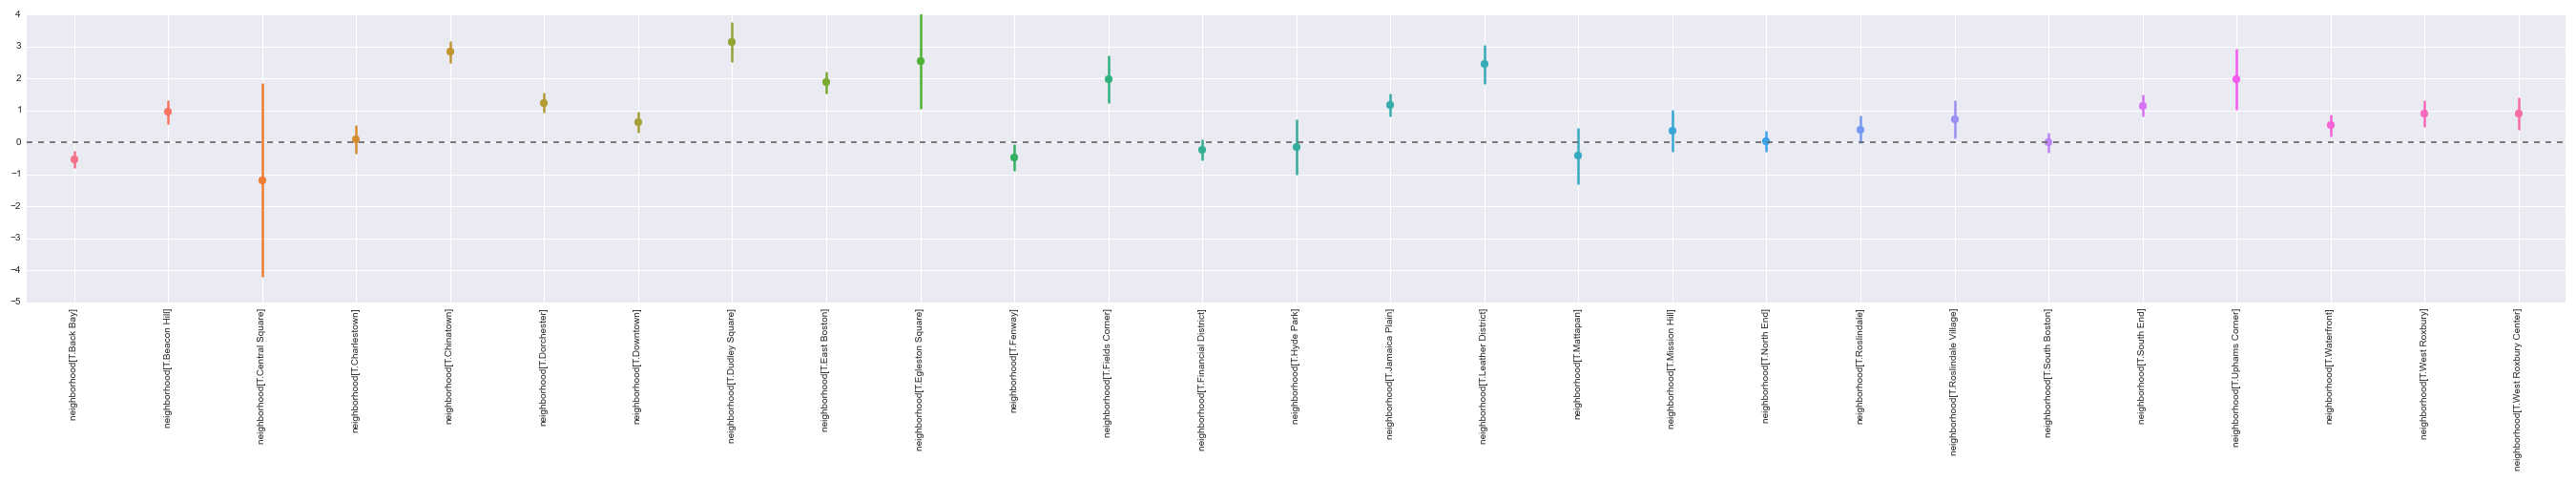 4
3
2
1
0
−1
−2
−3
−4
−5
neighborhood[T.Back Bay]
neighborhood[T.Beacon Hill]
neighborhood[T.Central Square]
neighborhood[T.Charlestown]
neighborhood[T.Chinatown]
neighborhood[T.Dorchester]
neighborhood[T.Downtown]
neighborhood[T.Dudley Square]
neighborhood[T.East Boston]
neighborhood[T.Egleston Square]
neighborhood[T.Fenway]
neighborhood[T.Fields Corner]
neighborhood[T.Financial District]
neighborhood[T.Hyde Park]
neighborhood[T.Jamaica Plain]
neighborhood[T.Leather District]
neighborhood[T.Mattapan]
neighborhood[T.Mission Hill]
neighborhood[T.North End]
neighborhood[T.Roslindale]
neighborhood[T.Roslindale Village]
neighborhood[T.South Boston]
neighborhood[T.South End]
neighborhood[T.Uphams Corner]
neighborhood[T.Waterfront]
neighborhood[T.West Roxbury]
neighborhood[T.West Roxbury Center]